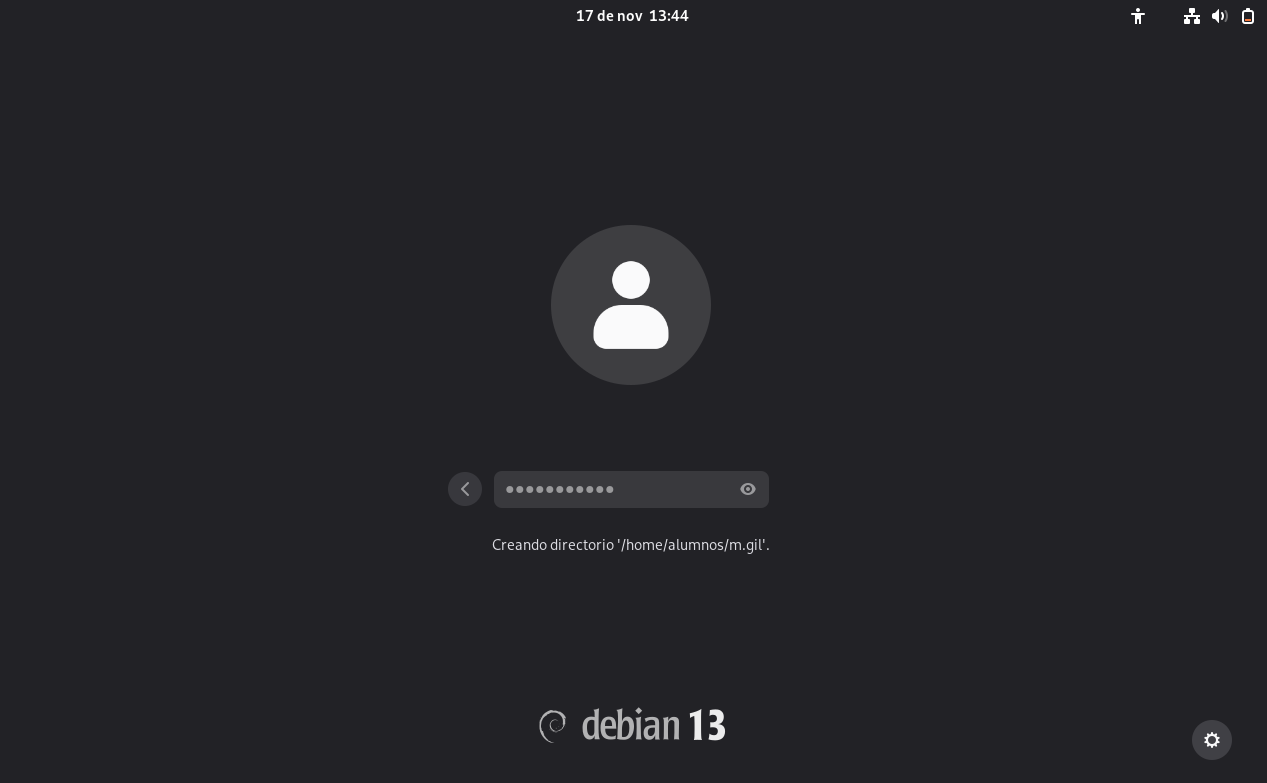 17 de nov  13:44
●●●●●●●●●●●
Creando directorio '/home/alumnos/m.gil'.
debian 13